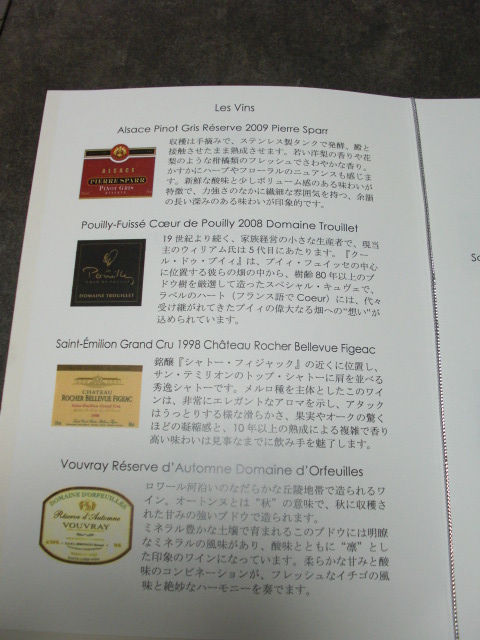 Les Vins
Alsace Pinot Gris Réserve 2009 Pierre Sparr
ALSACE
PIERRE SPARR
PINOT GRIS
RÉSERVE
収穫は手摘みで、ステンレス製タンクで発酵、澱と
接触させたまま熟成させます。若い洋梨の香りや花
梨のような柑橘類のフレッシュでさわやかな香り、
かすかにハーブやフローラルのニュアンスも感じま
す。新鮮な酸味と少しボリューム感のある味わいが
特徴で、力強さのなかに繊細な雰囲気を持つ、余韻
の長い深みのある味わいが印象的です。
Pouilly-Fuissé Cœur de Pouilly 2008 Domaine Trouillet
Pouilly
DOMAINE TROUILLET
19世紀より続く、家族経営の小さな生産者で、現当
主のウィリアム氏は5代目にあたります。『クー
ル・ドゥ・プイィ』は、プイィ・フュイッセの中心
に位置する彼らの畑の中から、樹齢80年以上のブ
ドウ樹を厳選して造ったスペシャル・キュヴェで、
ラベルのハート（フランス語でCoeur）には、代々
受け継がれてきたプイィの偉大なる畑への"想い"が
込められています。
Saint-Émilion Grand Cru 1998 Château Rocher Bellevue Figeac
CHATEAU
ROCHER BELLEVUE FIGEAC
銘醸『シャトー・フィジャック』の近くに位置し、
サン・テミリオンのトップ・シャトーに肩を並べる
秀逸シャトーです。メルロ種を主体としたこのワイ
ンは、非常にエレガントなアロマを示し、アタック
はうっとりする様な滑らかさ、果実やオークの驚く
ほどの凝縮感と、10年以上の熟成による複雑で香り
高い味わいは見事なまでに飲み手を魅了します。
Vouvray Réserve d'Automne Domaine d'Orfeuilles
DOMAINE D'ORFEUILLES
Réserve d'Automne
VOUVRAY
ロワール河沿いのなだらかな丘陵地帯で造られるワ
イン。オートンヌとは"秋"の意味で、秋に収穫さ
れた甘みの強いブドウで造られます。
ミネラル豊かな土壌で育まれるこのブドウには明瞭
なミネラルの風味があり、酸味とともに"凛"とし
た印象のワインになっています。柔らかな甘みと酸
味のコンビネーションが、フレッシュなイチゴの風
味と絶妙なハーモニーを奏でます。